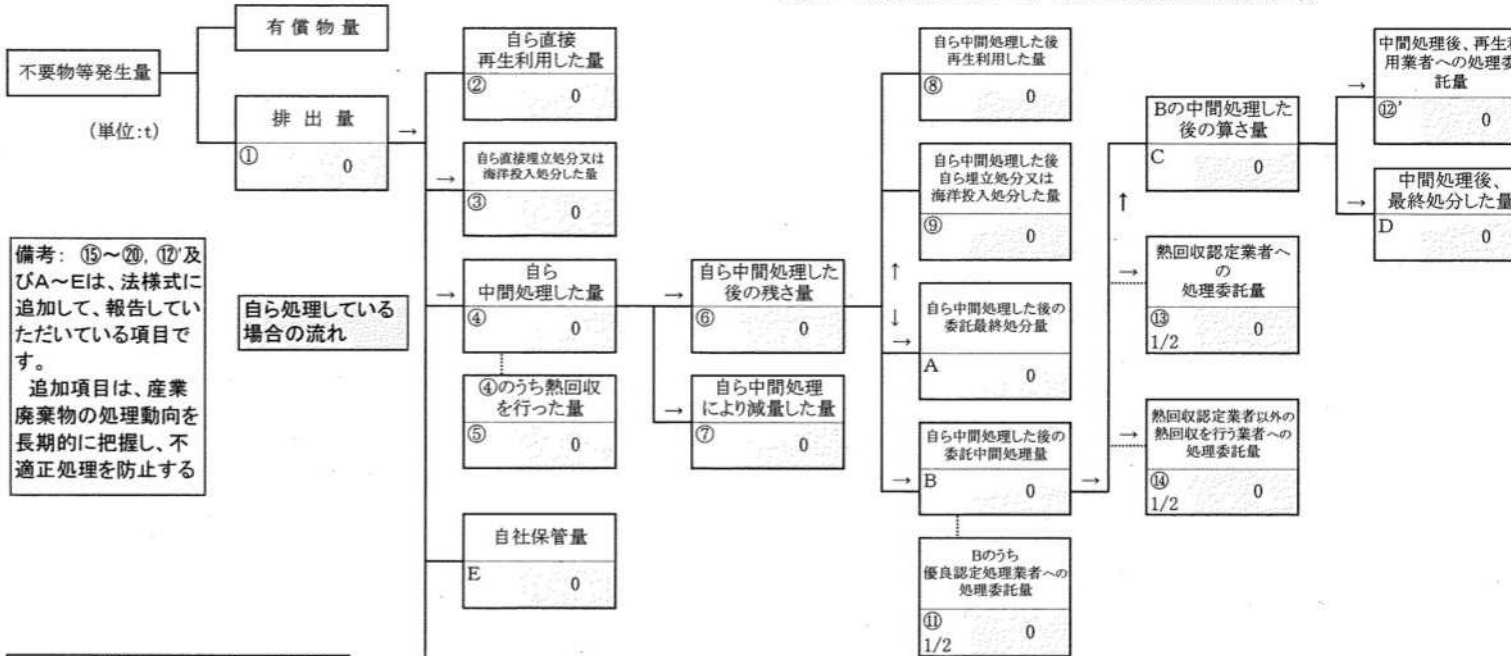 不要物等発生量
(単位:t)
有償物量
排出量
①
0
→
備考: ⑮~⑳, ⑫'及
びA~Eは、法様式に
追加して、報告してい
ただいている項目で
す。
追加項目は、産業
廃棄物の処理動向を
長期的に把握し、不
適正処理を防止する
自ら処理している
場合の流れ
自ら直接
再生利用した量
②
0
→
自ら直接埋立処分又は
海洋投入処分した量
③
0
→
自ら
中間処理した量
④
0
④のうち熱回収
を行った量
⑤
0
自社保管量
E
0
→
自ら中間処理した
後の残さ量
⑥
0
→
自ら中間処理
により減量した量
⑦
0
自ら中間処理した後
再生利用した量
⑧
0
自ら中間処理した後
自ら埋立処分又は
海洋投入処分した量
⑨
0
↑
↓
→
自ら中間処理した後の
委託最終処分量
A
0
→
自ら中間処理した後の
委託中間処理量
B
0
→
Bのうち
優良認定処理業者への
処理委託量
⑪
1/2
0
Bの中間処理した
後の算さ量
C
0
↑
→
熱回収認定業者へ
の
処理委託量
⑬
1/2
0
→
熱回収認定業者以外の
熱回収を行う業者への
処理委託量
⑭
1/2
0
→
中間処理後、再生利
用業者への処理委
託量
⑫'
0
→
中間処理後、
最終処分した量
D
0